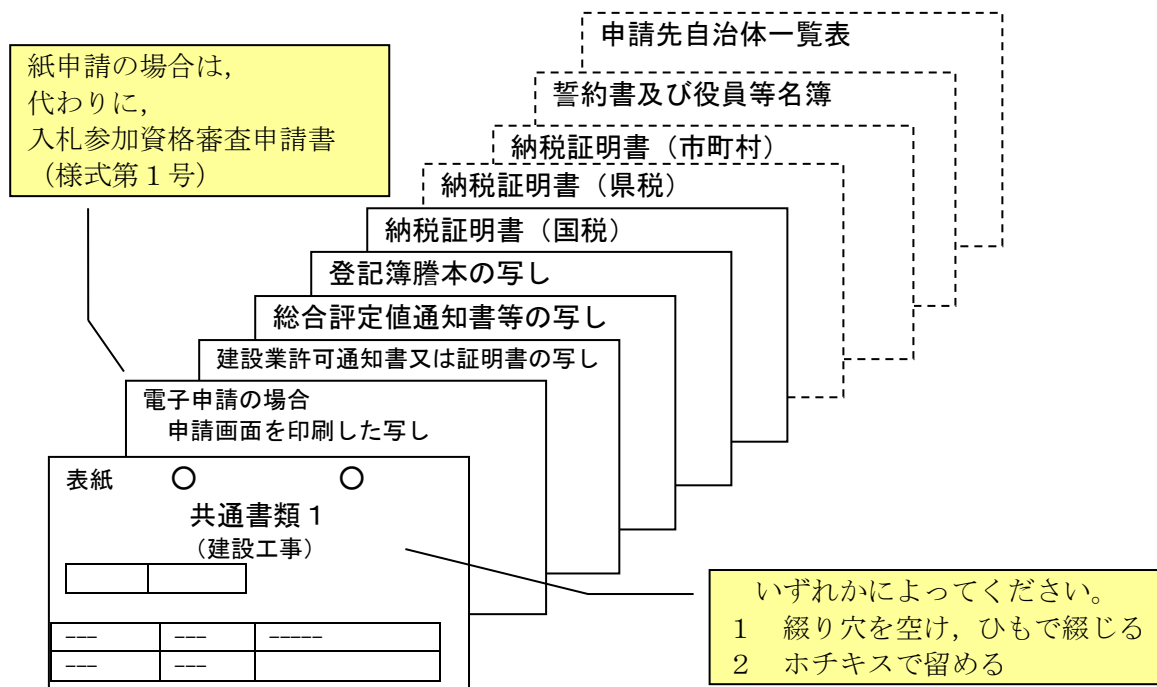 申請先自治体一覧表
紙申請の場合は，
代わりに，
入札参加資格審査申請書
（様式第１号）
誓約書及び役員等名簿
納税証明書（市町村）
納税証明書（県税）
納税証明書（国税）
登記簿謄本の写し
総合評定値通知書等の写し
建設業許可通知書又は証明書の写し
電子申請の場合
申請画面を印刷した写し
表紙　○　○
共通書類１
（建設工事）
いずれかによってください。
１　綴り穴を空け，ひもで綴じる
２　ホチキスで留める
--- --- -----
--- ---